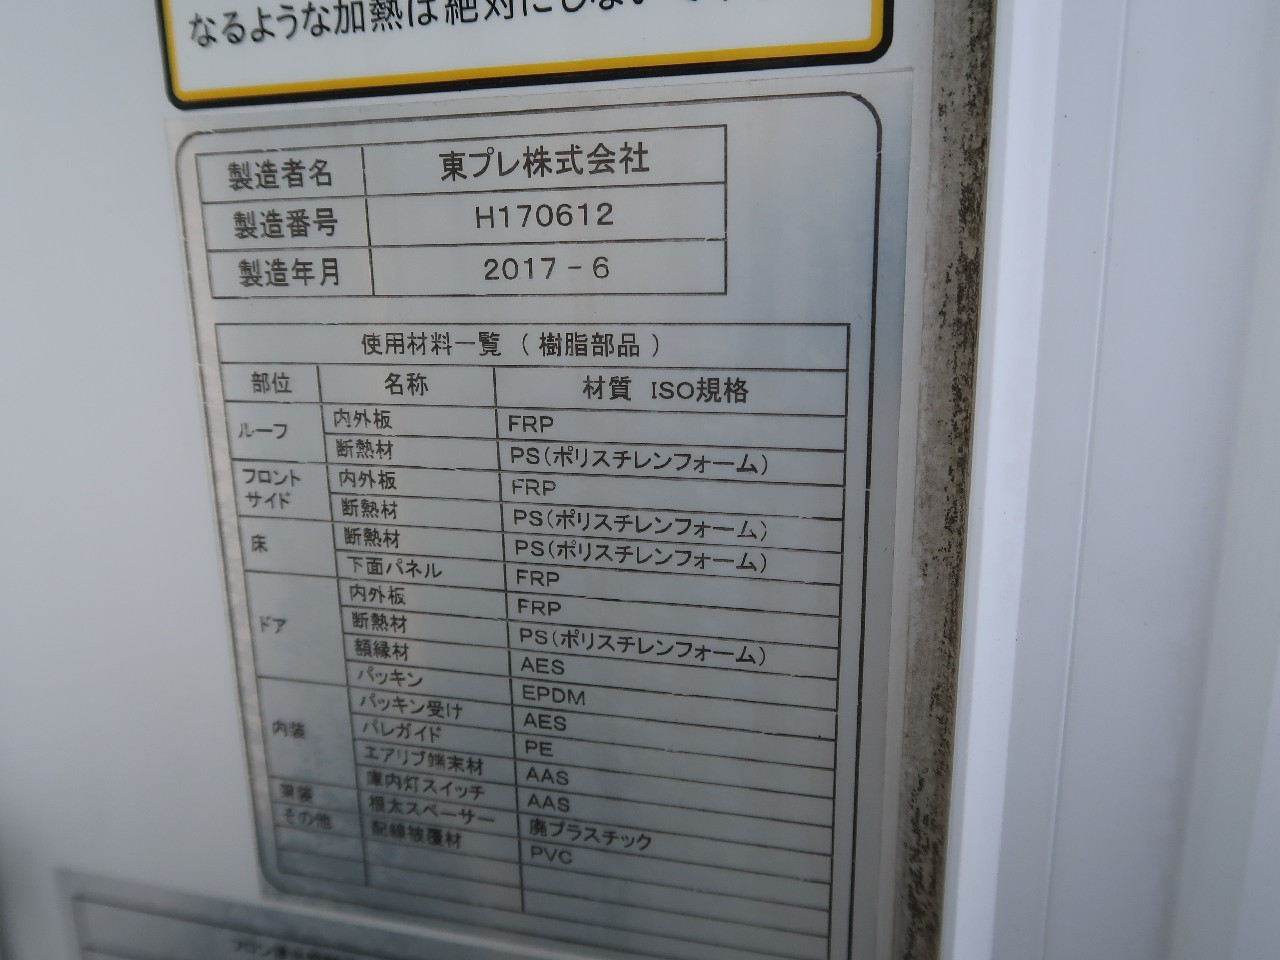 なるような加熱は絶対にしない
製造者名 東プレ株式会社
製造番号 H170612
製造年月 2017-6
使用材料一覧（樹脂部品）
部位 名称 材質 ISO規格
ルーフ 内外板 FRP
断熱材 PS(ポリスチレンフォーム)
フロント
サイド 内外板 FRP
断熱材 PS(ポリスチレンフォーム)
床 断熱材 PS(ポリスチレンフォーム)
下面パネル FRP
ドア 内外板 FRP
断熱材 PS(ポリスチレンフォーム)
額縁材 AES
パッキン EPDM
パッキン受け AES
内装 パレガイド PE
エアリブ端末材 AAS
庫内灯スイッチ AAS
根太スペーサー 廃プラスチック
その他 配線被覆材 PVC